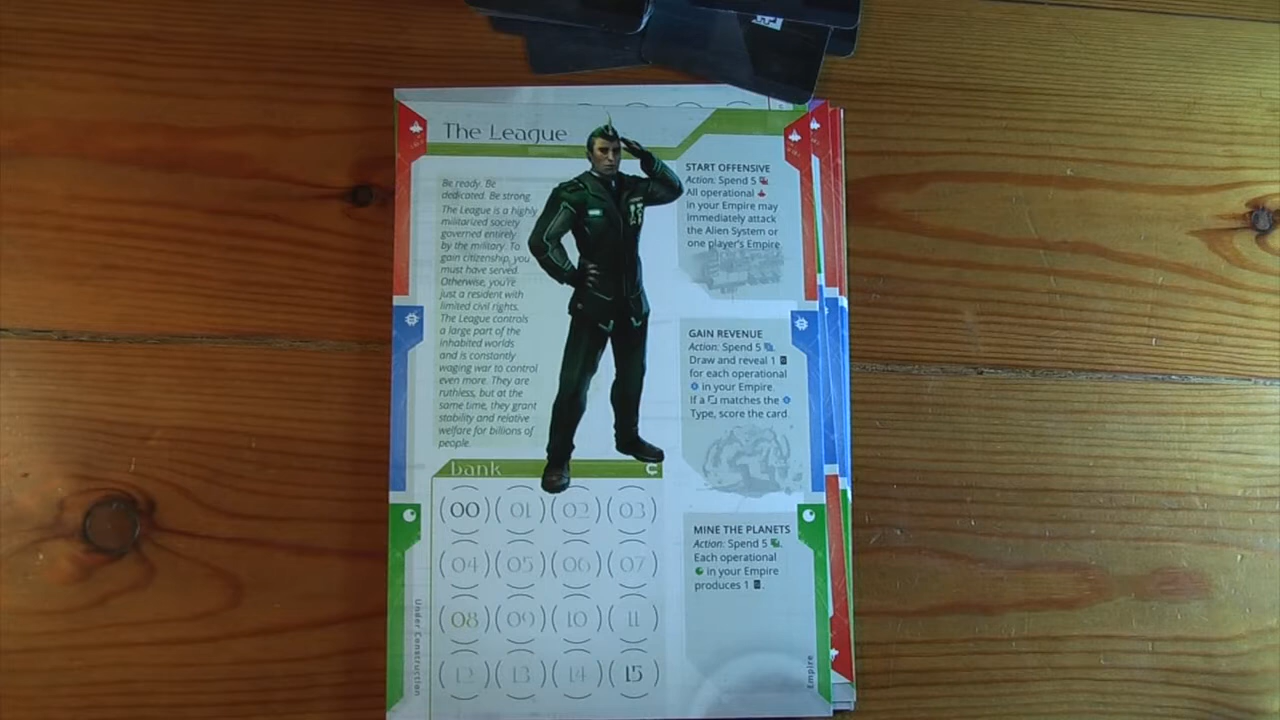 The League
Be ready. Be
dedicated. Be strong
The League is a highly
militarized society
governed entirely
by the military. To
gain citizenship, you
must have served.
Otherwise, you're
just a resident with
limited civil rights.
The League controls
a large part of the
inhabited worlds
and is constantly
waging war to control
even more. They are
ruthless, but at the
same time, they grant
stability and relative
welfare for billions of
people.
START OFFENSIVE
Action: Spend 5
All operational
in your Empire may
immediately attack
the Alien System or
one player's Empire.
GAIN REVENUE
Action: Spend 5
Draw and reveal 1
for each operational
in your Empire.
If a matches the
Type, score the card.
MINE THE PLANETS
Action: Spend 5
Each operational
in your Empire
produces 1
bank
00 01 02 03
04 05 06 07
08 09 10 11
12 13 14 15
Under Construction
Empire